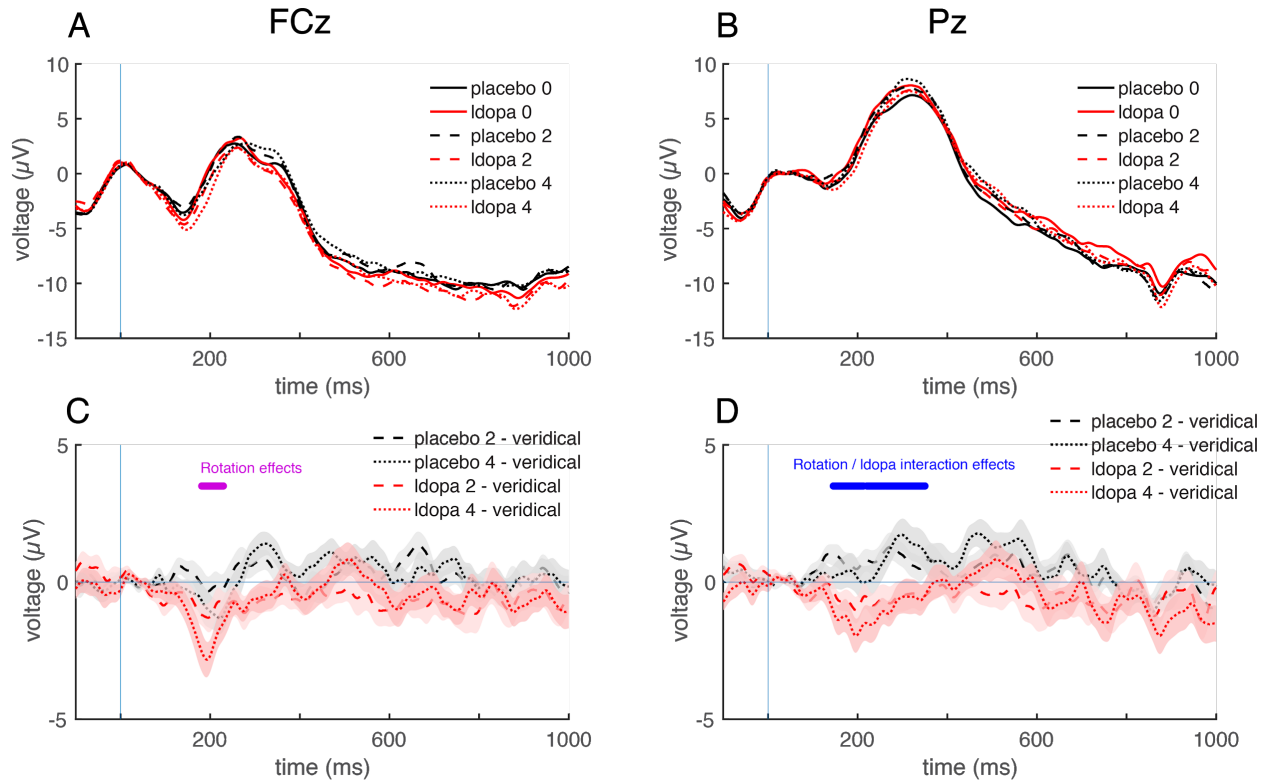 A
FCz
B
Pz
10
5
0
-5
-10
-15
voltage (µV)
200
600
1000
time (ms)
placebo 0
ldopa 0
placebo 2
ldopa 2
placebo 4
ldopa 4
10
5
0
-5
-10
-15
voltage (µV)
200
600
1000
time (ms)
placebo 0
ldopa 0
placebo 2
ldopa 2
placebo 4
ldopa 4
C
5
0
-5
voltage (µV)
200
600
1000
time (ms)
Rotation effects
placebo 2 - veridical
placebo 4 - veridical
ldopa 2 - veridical
ldopa 4 - veridical
D
5
0
-5
voltage (µV)
200
600
1000
time (ms)
Rotation / ldopa interaction effects
placebo 2 - veridical
placebo 4 - veridical
ldopa 2 - veridical
ldopa 4 - veridical